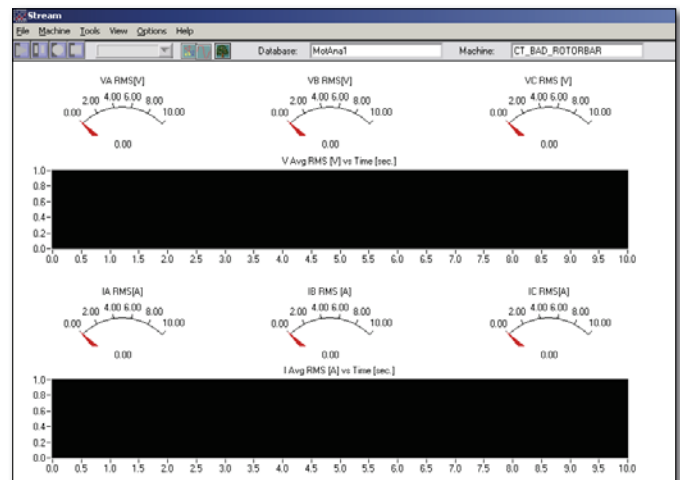 Stream
File Machine Tools View Options Help
Database: MotAna1 Machine: CT_BAD_ROTORBAR
VA RMS[V] VB RMS[V] VC RMS [V]
0.00 2.00 4.00 6.00 8.00 10.00 0.00 2.00 4.00 6.00 8.00 10.00 0.00 2.00 4.00 6.00 8.00 10.00
0.00 0.00 0.00
V Avg RMS [V] vs Time [sec.]
1.0
0.8
0.6
0.4
0.2
0.0
0.0 0.5 1.0 1.5 2.0 2.5 3.0 3.5 4.0 4.5 5.0 5.5 6.0 6.5 7.0 7.5 8.0 8.5 9.0 9.5 10.0
IA RMS[A] IB RMS [A] IC RMS[A]
0.00 2.00 4.00 6.00 8.00 10.00 0.00 2.00 4.00 6.00 8.00 10.00 0.00 2.00 4.00 6.00 8.00 10.00
0.00 0.00 0.00
I Avg RMS [A] vs Time [sec.]
1.0
0.8
0.6
0.4
0.2
0.0
0.0 0.5 1.0 1.5 2.0 2.5 3.0 3.5 4.0 4.5 5.0 5.5 6.0 6.5 7.0 7.5 8.0 8.5 9.0 9.5 10.0